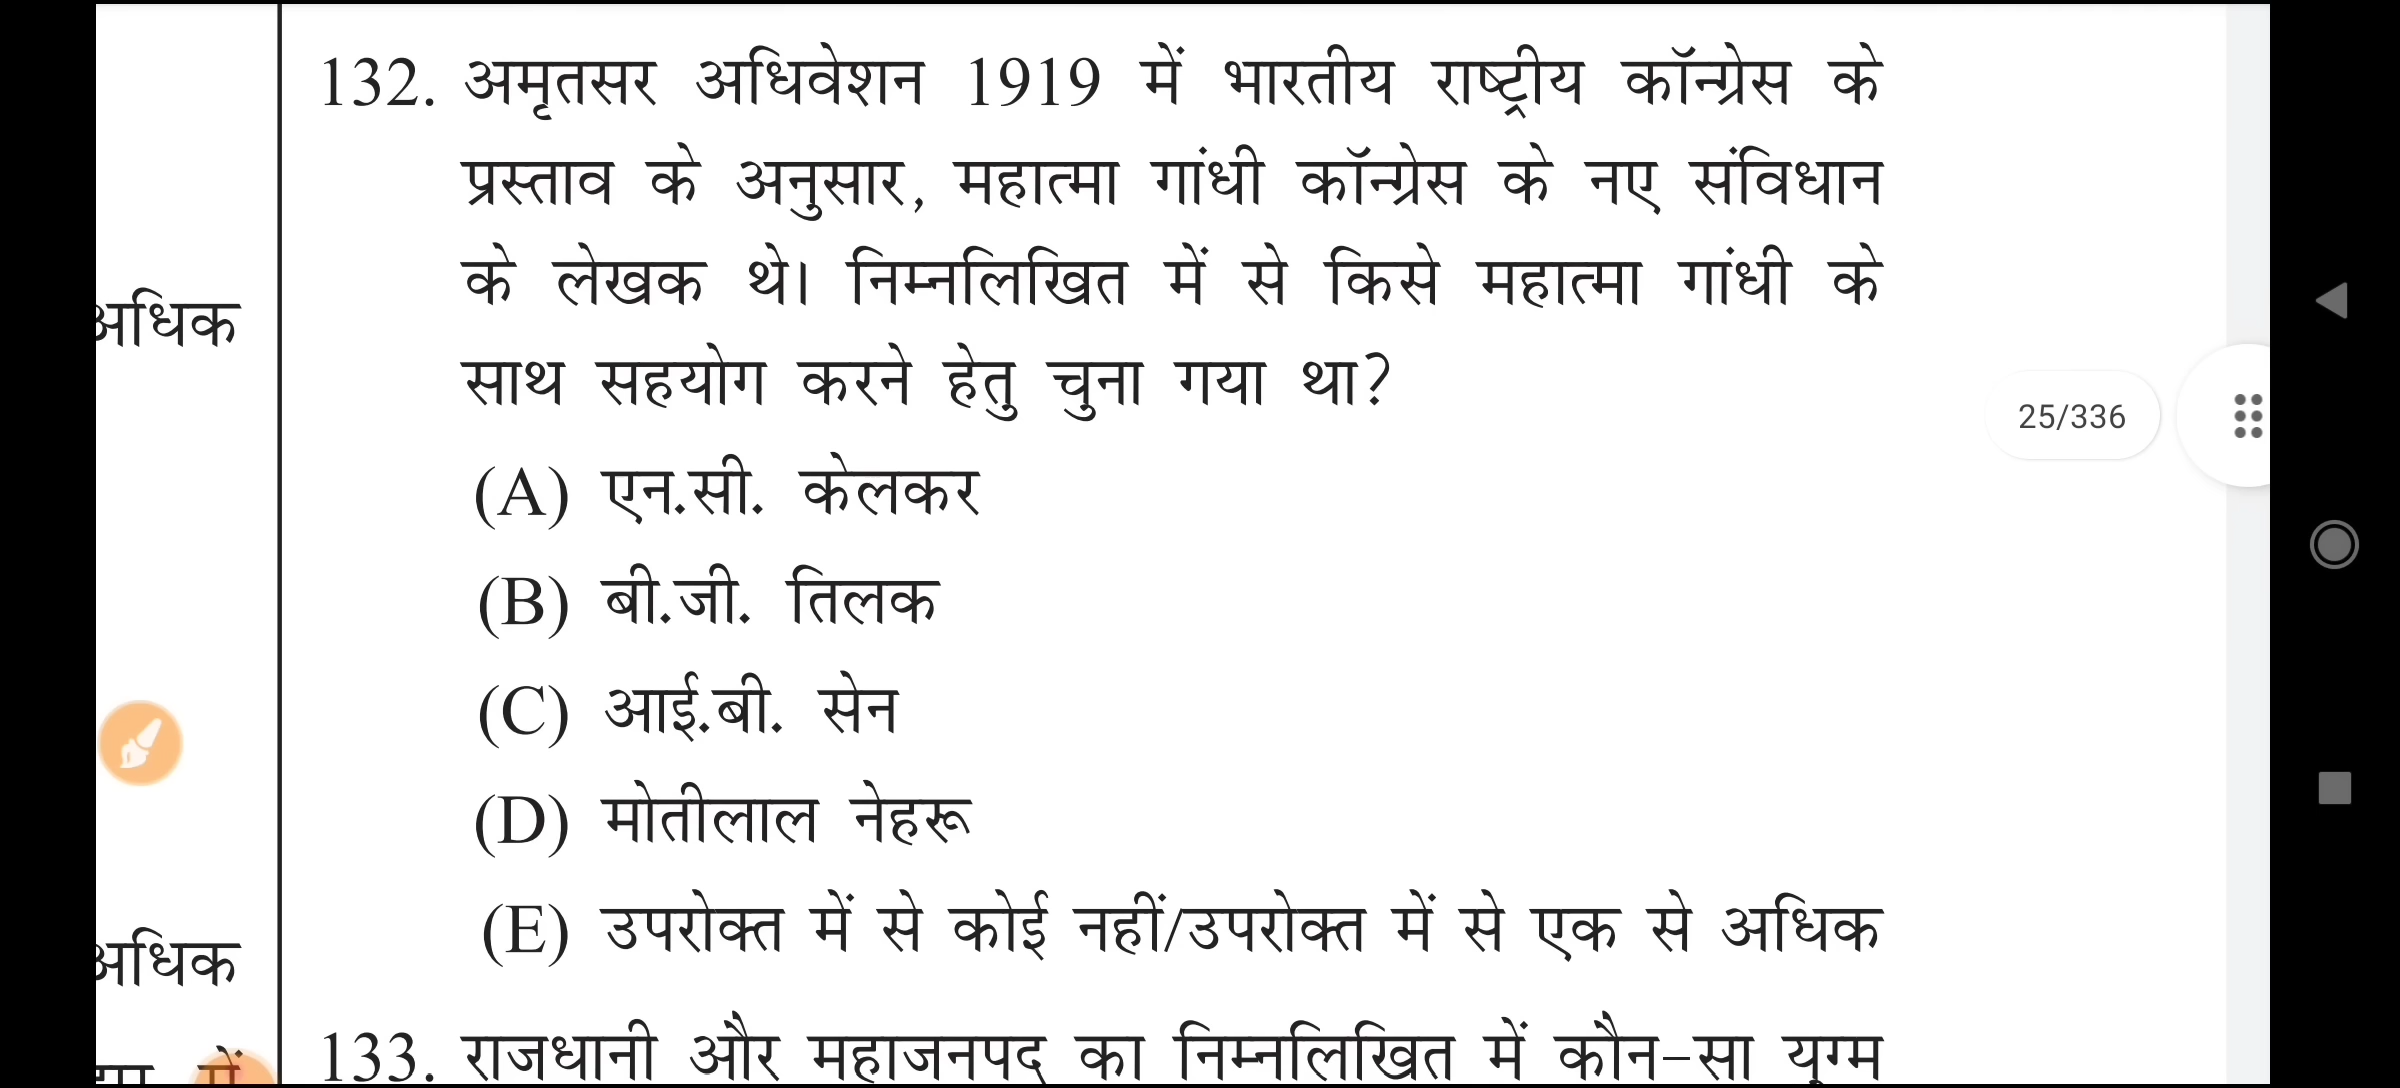 132. अमृतसर अधिवेशन 1919 में भारतीय राष्ट्रीय कॉन्ग्रेस के
प्रस्ताव के अनुसार, महात्मा गांधी कॉन्ग्रेस के नए संविधान
के लेखक थे। निम्नलिखित में से किसे महात्मा गांधी के
साथ सहयोग करने हेतु चुना गया था?
(A) एन.सी. केलकर
(B) बी.जी. तिलक
(C) आई.बी. सेन
(D) मोतीलाल नेहरू
(E) उपरोक्त में से कोई नहीं/उपरोक्त में से एक से अधिक
133. राजधानी और महाजनपद का निम्नलिखित में कौन-सा युग्म
अधिक
अधिक
में
25/336